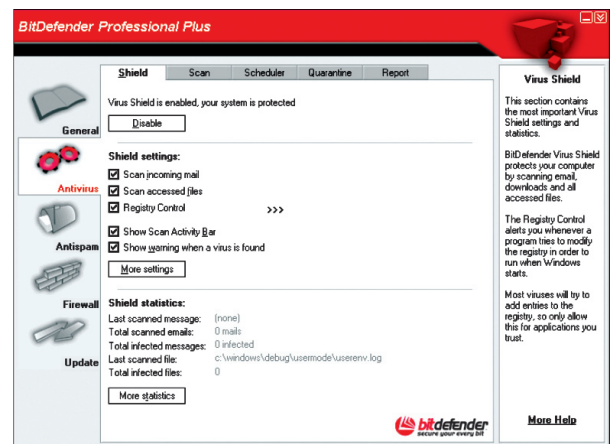 BitDefender Professional Plus
Shield Scan Scheduler Quarantine Report
Virus Shield is enabled, your system is protected
Disable
General
Shield settings:
Scan incoming mail
Scan accessed files
Registry Control >>>
Show Scan Activity Bar
Show warning when a virus is found
More settings
Antivirus
Antispam
Firewall
Update
Shield statistics:
Last scanned message: (none)
Total scanned emails: 0 mails
Total infected messages: 0 infected
Last scanned file: c:\windows\debug\usermode\userenv.log
Total infected files: 0
More statistics
bitdefender
secure your every bit
Virus Shield
This section contains
the most important Virus
Shield settings and
statistics.
BitDefender Virus Shield
protects your computer
by scanning email,
downloads and all
accessed files.
The Registry Control
alerts you whenever a
program tries to modify
the registry in order to
run when Windows
starts.
Most viruses will try to
add entries to the
registry, so only allow
this for applications you
trust.
More Help